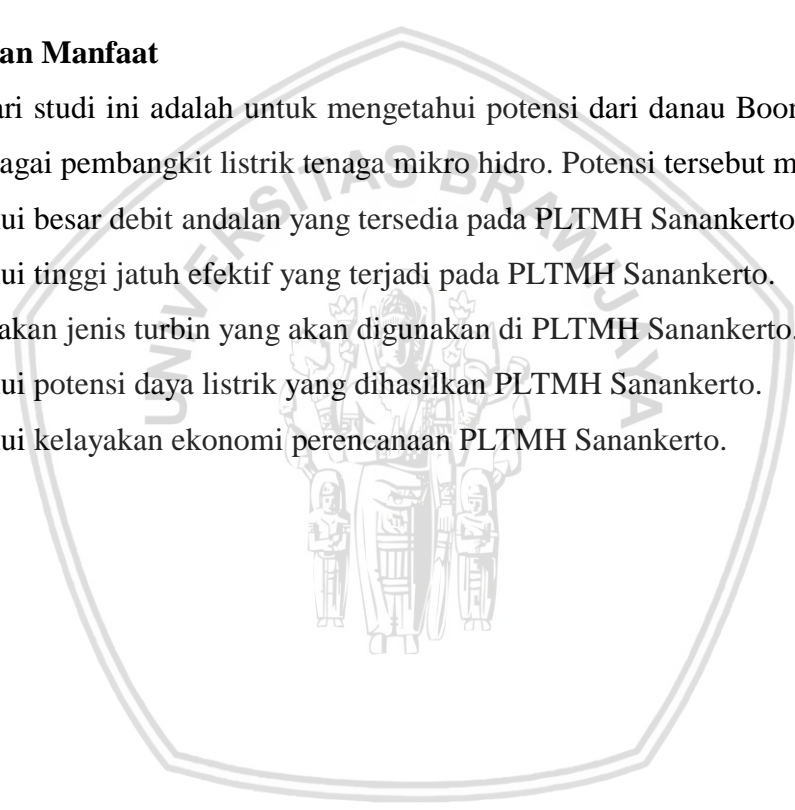 an Manfaat
ari studi ini adalah untuk mengetahui potensi dari danau Boon
agai pembangkit listrik tenaga mikro hidro. Potensi tersebut m
ui besar debit andalan yang tersedia pada PLTMH Sanankerto
ui tinggi jatuh efektif yang terjadi pada PLTMH Sanankerto.
akan jenis turbin yang akan digunakan di PLTMH Sanankerto.
ui potensi daya listrik yang dihasilkan PLTMH Sanankerto.
ui kelayakan ekonomi perencanaan PLTMH Sanankerto.
UNIVERSITAS BRAWIJAYA